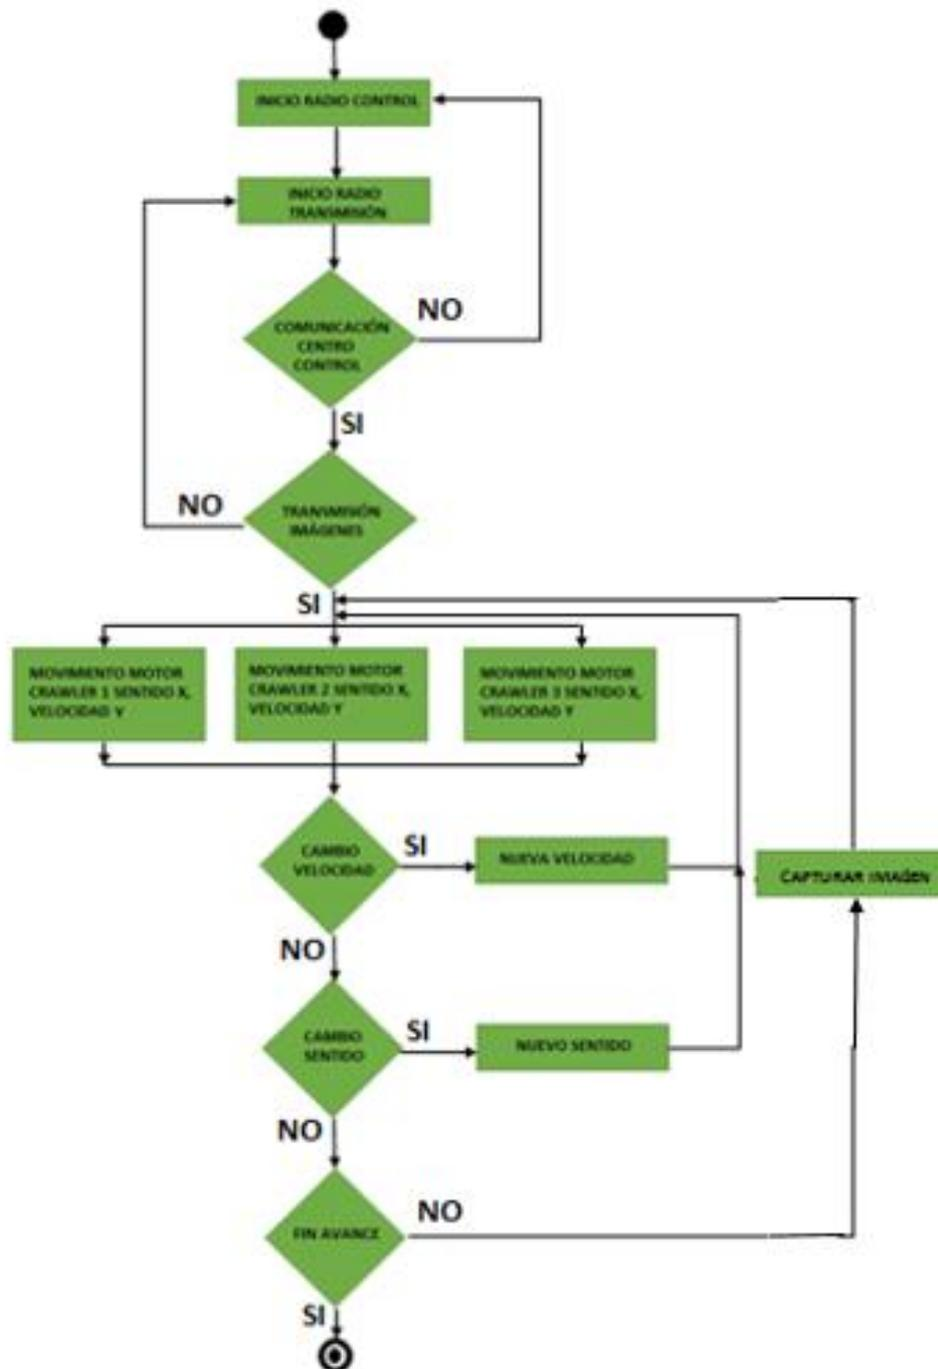 INICIO RADIO CONTROL
INICIO RADIO
TRANSMISIÓN
COMUNICACIÓN
CENTRO
CONTROL
NO
SI
TRANSMISIÓN
IMÁGENES
NO
SI
MOVIMIENTO MOTOR
CRAWLER 1 SENTIDO X,
VELOCIDAD Y
MOVIMIENTO MOTOR
CRAWLER 2 SENTIDO X,
VELOCIDAD Y
MOVIMIENTO MOTOR
CRAWLER 3 SENTIDO X,
VELOCIDAD Y
CAMBIO
VELOCIDAD
SI
NUEVA VELOCIDAD
CAPTURAR IMAGEN
NO
CAMBIO
SENTIDO
SI
NUEVO SENTIDO
NO
FIN AVANCE
NO
SI